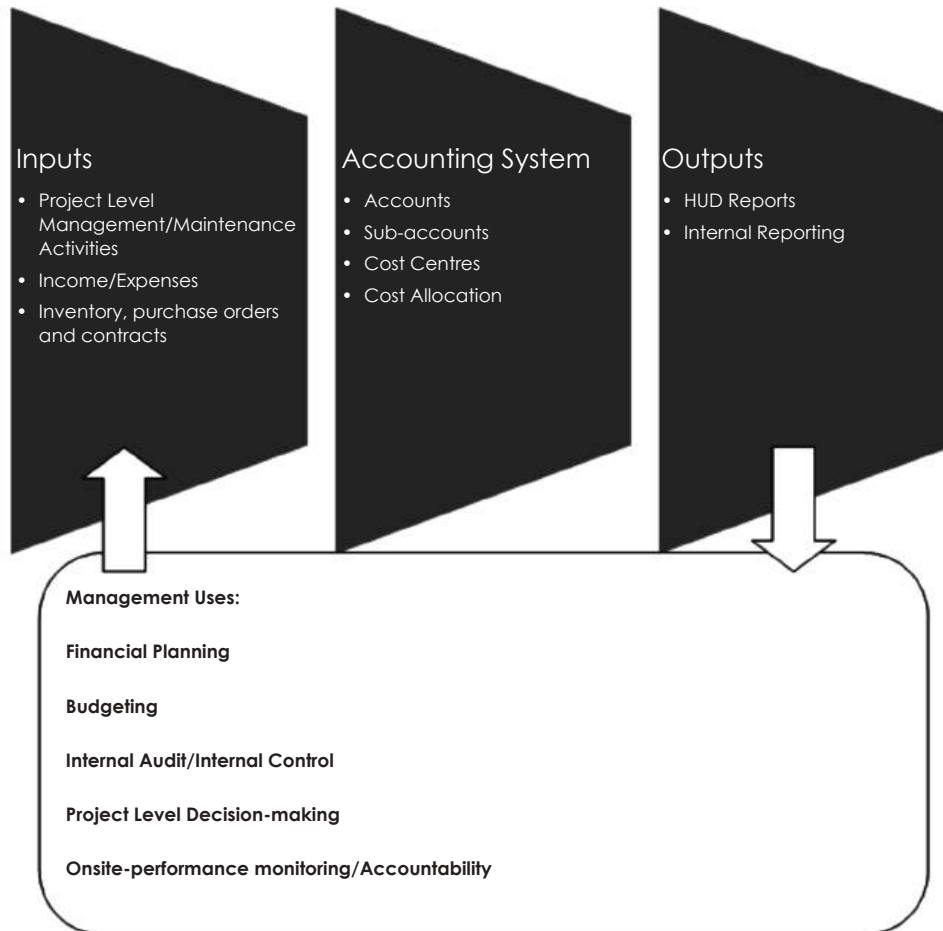 Inputs
• Project Level
Management/Maintenance
Activities
• Income/Expenses
• Inventory, purchase orders
and contracts
Accounting System
• Accounts
• Sub-accounts
• Cost Centres
• Cost Allocation
Outputs
• HUD Reports
• Internal Reporting
Management Uses:
Financial Planning
Budgeting
Internal Audit/Internal Control
Project Level Decision-making
Onsite-performance monitoring/Accountability